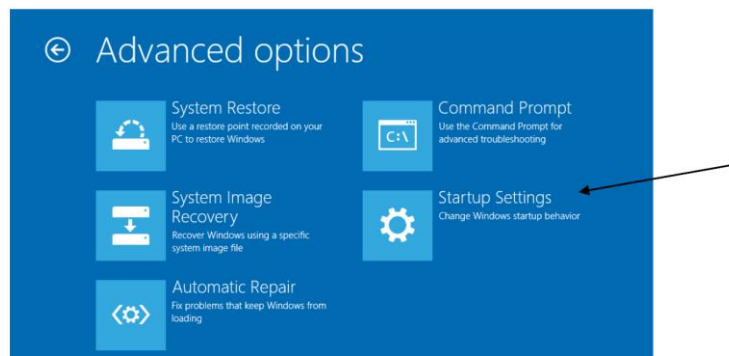 Advanced options
System Restore
Use a restore point recorded on your
PC to restore Windows
System Image
Recovery
Recover Windows using a specific
system image file
Automatic Repair
Fix problems that keep Windows from
loading
Command Prompt
C:\
Use the Command Prompt for
advanced troubleshooting
Startup Settings
Change Windows startup behavior